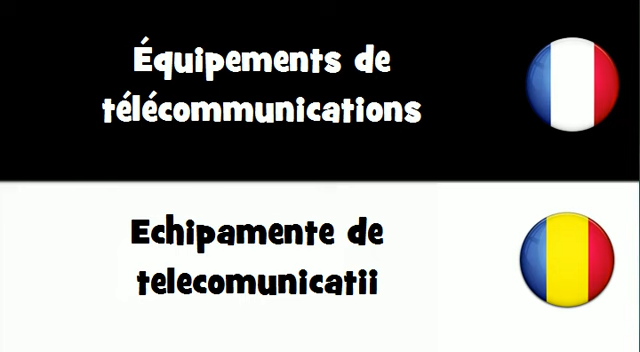 Équipements de
télécommunications
Echipamente de
telecomunicatii